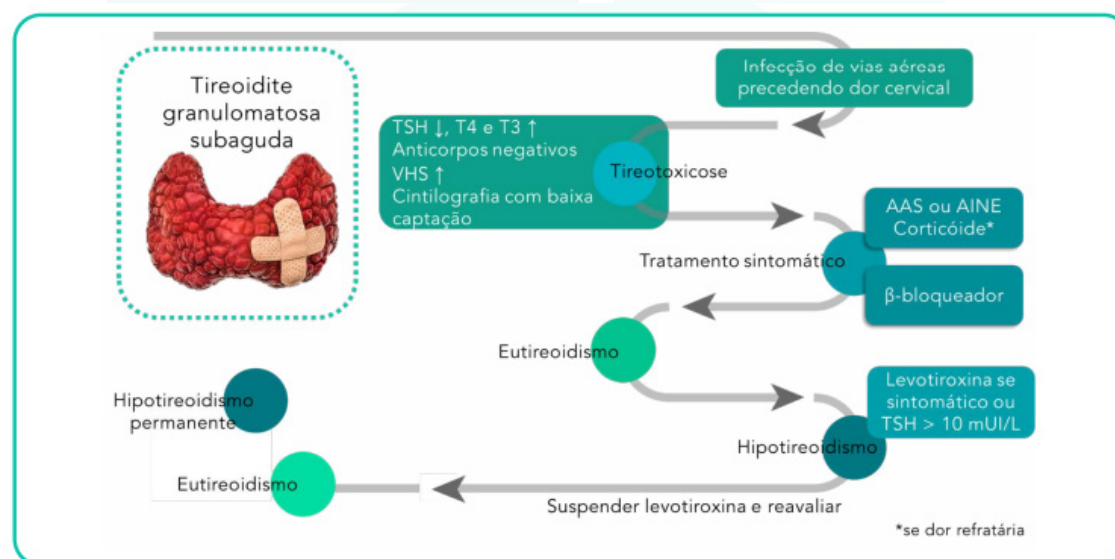 Tireoidite
granulomatosa
subaguda
Infecção de vias aéreas
precedendo dor cervical
TSH ↓, T4 e T3 ↑
Anticorpos negativos
VHS ↑
Cintilografia com baixa
captação
Tireotoxicose
AAS ou AINE
Corticóide*
Tratamento sintomático
β-bloqueador
Eutireoidismo
Levotiroxina se
sintomático ou
TSH > 10 mUI/L
Hipotireoidismo
Hipotireoidismo
permanente
Eutireoidismo
Suspender levotiroxina e reavaliar
*se dor refratária